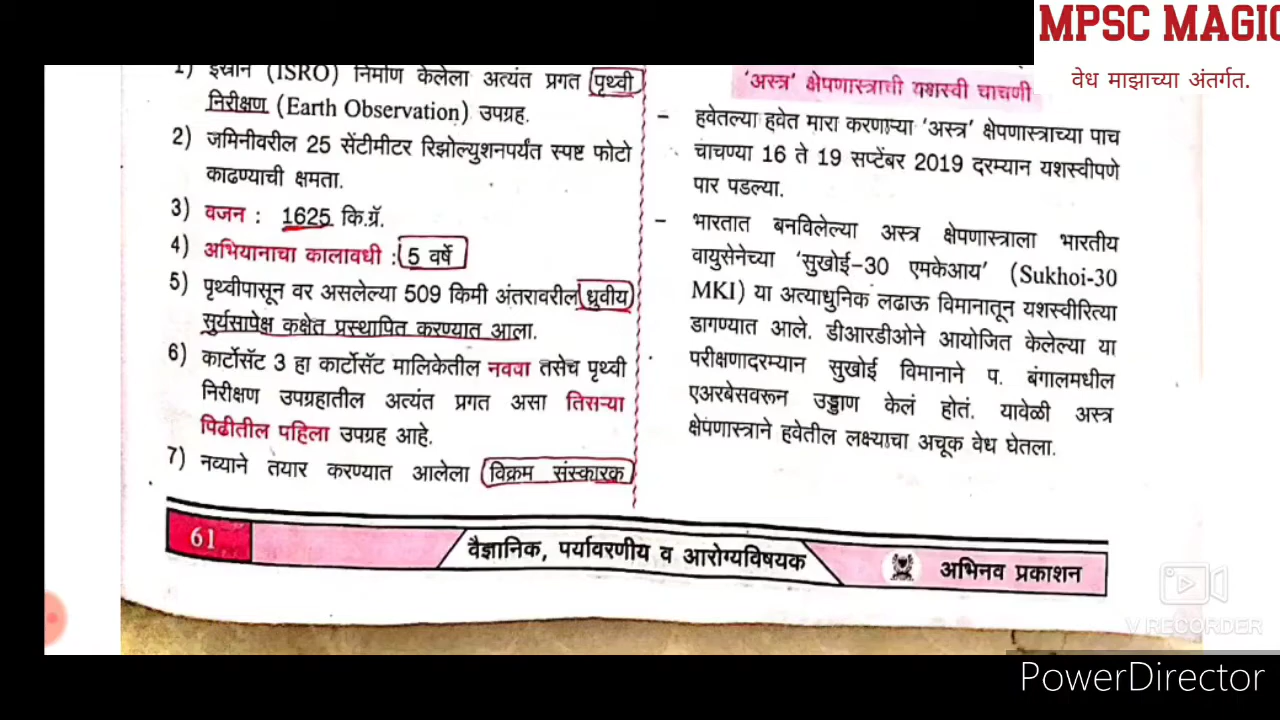 MPSC MAGIC
वेध माझाच्या अंतर्गत.
1) इस्रोने (ISRO) निर्माण केलेला अत्यंत प्रगत पृथ्वी
निरीक्षण (Earth Observation) उपग्रह.
2) जमिनीवरील 25 सेंटीमीटर रिझोल्युशनपर्यंत स्पष्ट फोटो
काढण्याची क्षमता.
3) वजन : 1625 कि.ग्रॅ.
4) अभियानाचा कालावधी : 5 वर्षे
5) पृथ्वीपासून वर असलेल्या 509 किमी अंतरावरील ध्रुवीय
सुर्यसापेक्ष कक्षेत प्रस्थापित करण्यात आला.
6) कार्टोसॅट 3 हा कार्टोसॅट मालिकेतील नववा तसेच पृथ्वी
निरीक्षण उपग्रहातील अत्यंत प्रगत असा तिसऱ्या
पिढीतील पहिला उपग्रह आहे.
7) नव्याने तयार करण्यात आलेला विक्रम संस्कारक
'अस्त्र' क्षेपणास्त्राची यशस्वी चाचणी
- हवेतल्या हवेत मारा करणाऱ्या 'अस्त्र' क्षेपणास्त्राच्या पाच
चाचण्या 16 ते 19 सप्टेंबर 2019 दरम्यान यशस्वीपणे
पार पडल्या.
- भारतात बनविलेल्या अस्त्र क्षेपणास्त्राला भारतीय
वायुसेनेच्या 'सुखोई-30 एमकेआय' (Sukhoi-30
MKI) या अत्याधुनिक लढाऊ विमानातून यशस्वीरित्या
डागण्यात आले. डीआरडीओने आयोजित केलेल्या या
परीक्षणादरम्यान सुखोई विमानाने प. बंगालमधील
एअरबेसवरून उड्डाण केलं होतं. यावेळी अस्त्र
क्षेपणास्त्राने हवेतील लक्ष्याचा अचूक वेध घेतला.
61
वैज्ञानिक, पर्यावरणीय व आरोग्यविषयक
अभिनव प्रकाशन
V RECORDER
PowerDirector